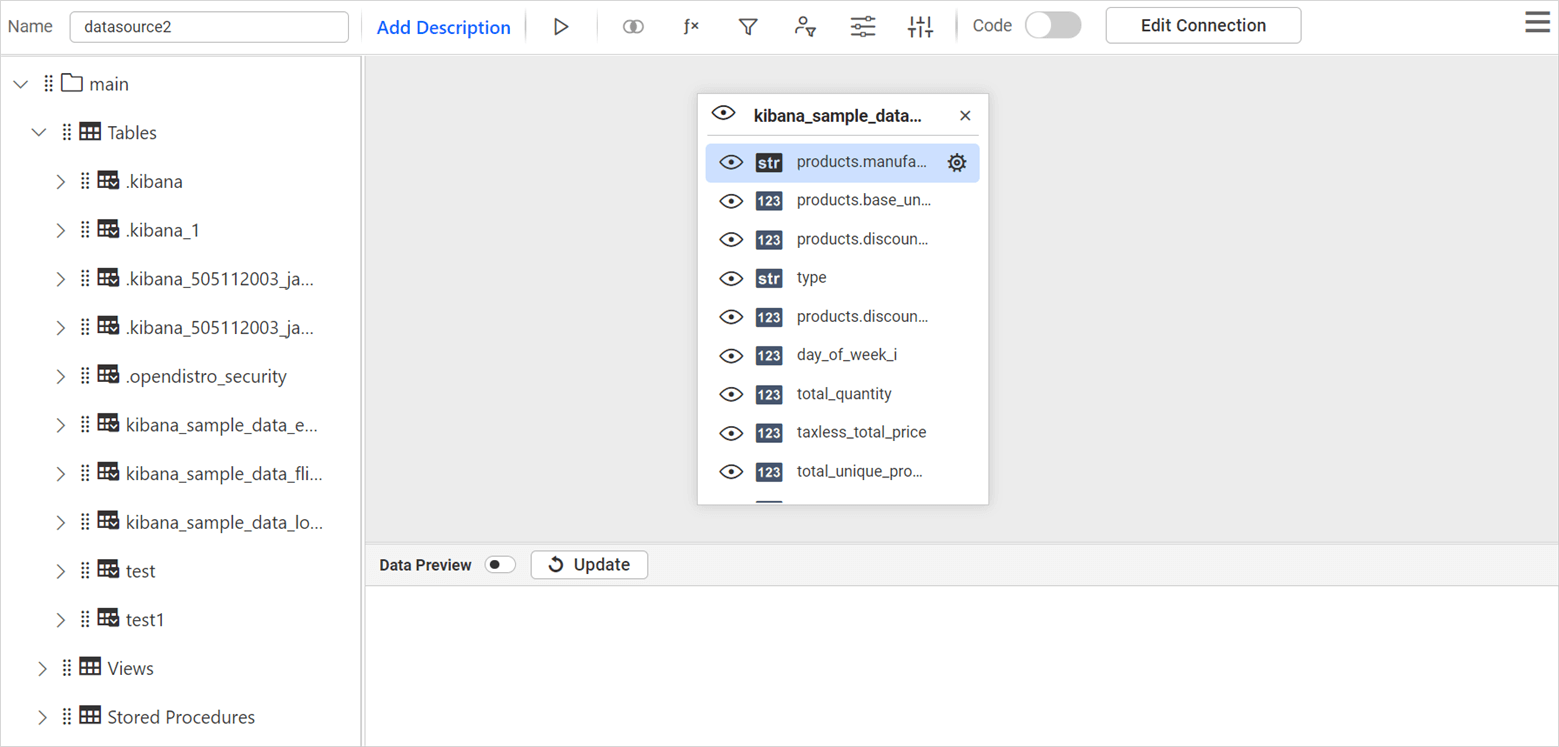 Name datasource2 Add Description ƒx Code Edit Connection
main
Tables
.kibana
.kibana_1
.kibana_505112003_ja...
.kibana_505112003_ja...
.opendistro_security
kibana_sample_data_e...
kibana_sample_data_fli...
kibana_sample_data_lo...
test
test1
Views
Stored Procedures
kibana_sample_data...
str products.manufa...
123 products.base_un...
123 products.discoun...
str type
123 products.discoun...
123 day_of_week_i
123 total_quantity
123 taxless_total_price
123 total_unique_pro...
Data Preview Update